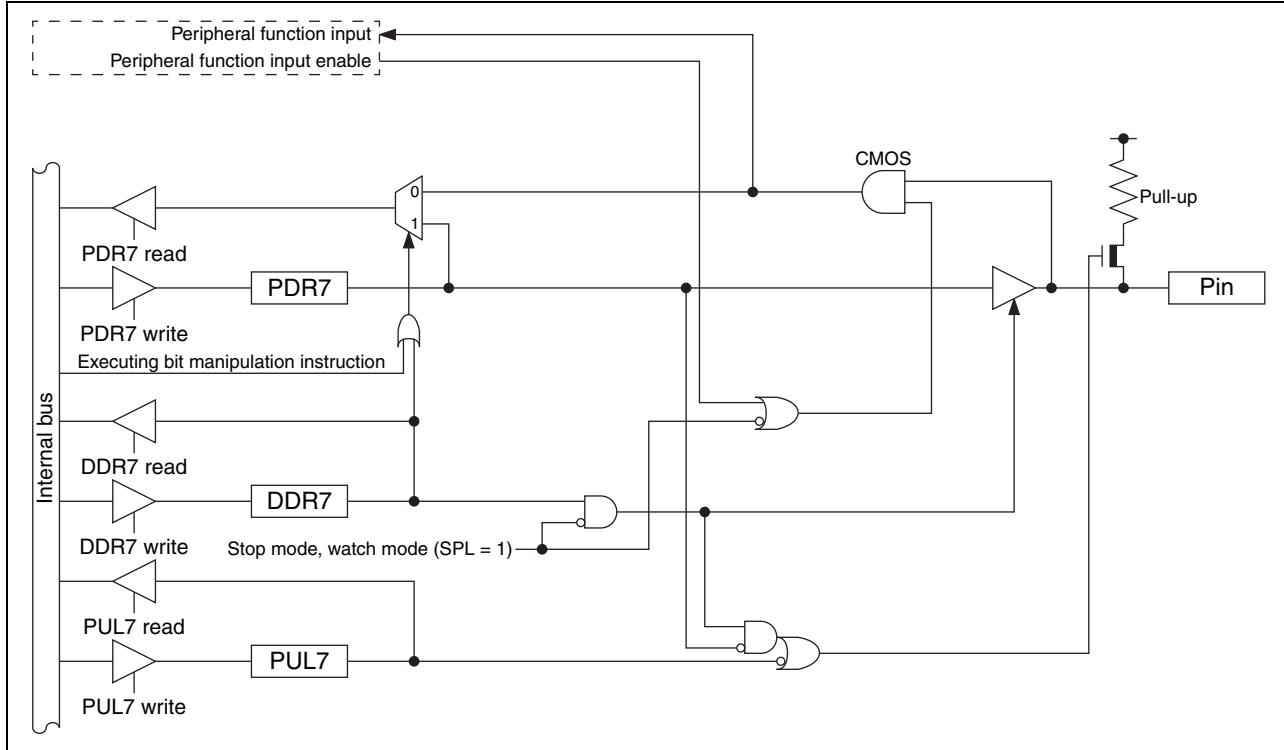 Peripheral function input
Peripheral function input enable
CMOS
0
Pull-up
1
PDR7 read
PDR7
Pin
PDR7 write
Executing bit manipulation instruction
Internal bus
DDR7 read
DDR7
DDR7 write
Stop mode, watch mode (SPL = 1)
PUL7 read
PUL7
PUL7 write